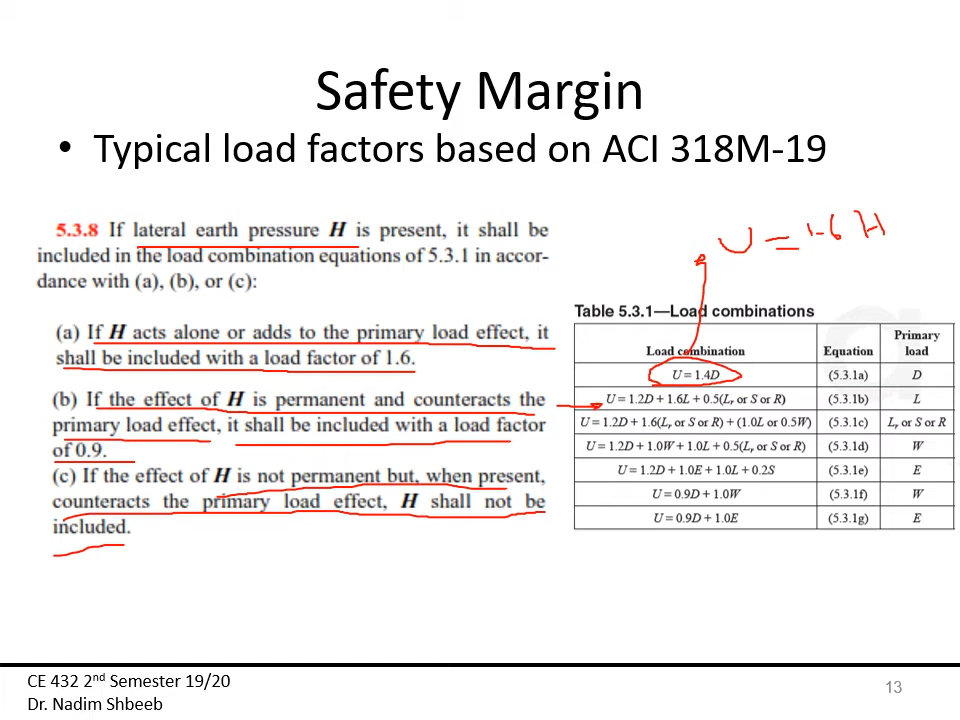 Safety Margin
• Typical load factors based on ACI 318M-19
5.3.8 If lateral earth pressure H is present, it shall be
included in the load combination equations of 5.3.1 in accor-
dance with (a), (b), or (c):
(a) If H acts alone or adds to the primary load effect, it
shall be included with a load factor of 1.6.
(b) If the effect of H is permanent and counteracts the
primary load effect, it shall be included with a load factor
of 0.9.
(c) If the effect of H is not permanent but, when present,
counteracts the primary load effect, H shall not be
included.
U = 1.6 H
Table 5.3.1—Load combinations
Load combination Equation Primary load
U = 1.4D (5.3.1a) D
U = 1.2D + 1.6L + 0.5(Lr or S or R) (5.3.1b) L
U = 1.2D + 1.6(Lr or S or R) + (1.0L or 0.5W) (5.3.1c) Lr or S or R
U = 1.2D + 1.0W + 1.0L + 0.5(Lr or S or R) (5.3.1d) W
U = 1.2D + 1.0E + 1.0L + 0.2S (5.3.1e) E
U = 0.9D + 1.0W (5.3.1f) W
U = 0.9D + 1.0E (5.3.1g) E
CE 432 2nd Semester 19/20
Dr. Nadim Shbeeb
13